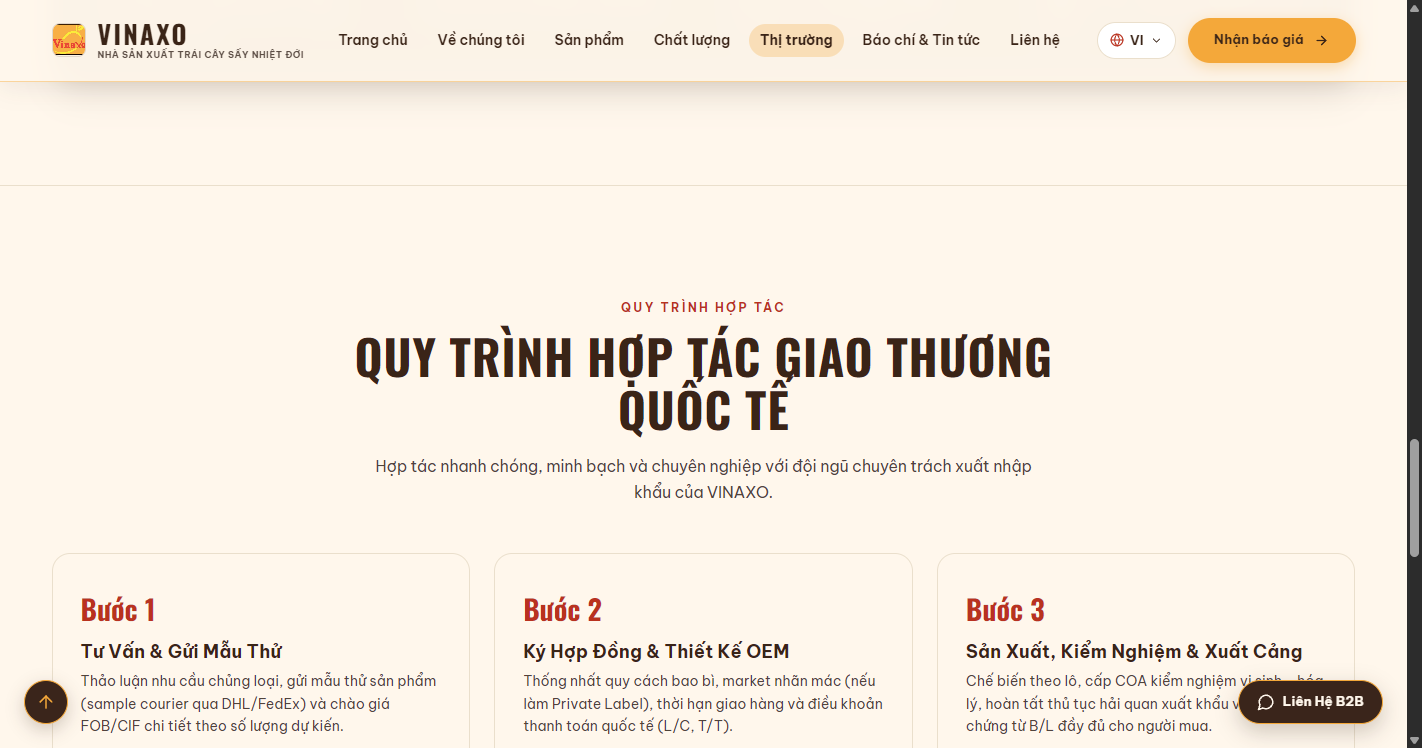 Vinaxo
VINAXO
NHÀ SẢN XUẤT TRÁI CÂY SẤY NHIỆT ĐỚI
Trang chủ
Về chúng tôi
Sản phẩm
Chất lượng
Thị trường
Báo chí & Tin tức
Liên hệ
VI
Nhận báo giá
QUY TRÌNH HỢP TÁC
QUY TRÌNH HỢP TÁC GIAO THƯƠNG
QUỐC TẾ
Hợp tác nhanh chóng, minh bạch và chuyên nghiệp với đội ngũ chuyên trách xuất nhập
khẩu của VINAXO.
Bước 1
Tư Vấn & Gửi Mẫu Thử
Thảo luận nhu cầu chủng loại, gửi mẫu thử sản phẩm
(sample courier qua DHL/FedEx) và chào giá
FOB/CIF chi tiết theo số lượng dự kiến.
Bước 2
Ký Hợp Đồng & Thiết Kế OEM
Thống nhất quy cách bao bì, market nhãn mác (nếu
làm Private Label), thời hạn giao hàng và điều khoản
thanh toán quốc tế (L/C, T/T).
Bước 3
Sản Xuất, Kiểm Nghiệm & Xuất Cảng
Chế biến theo lô, cấp COA kiểm nghiệm vi sinh - hóa
lý, hoàn tất thủ tục hải quan xuất khẩu
chứng từ B/L đầy đủ cho người mua.
Liên Hệ B2B